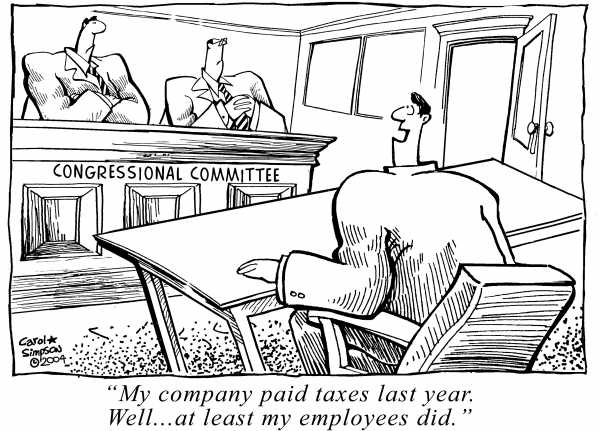 CONGRESSIONAL COMMITTEE
Carol★
Simpson
©2004
“My company paid taxes last year.
Well...at least my employees did.”